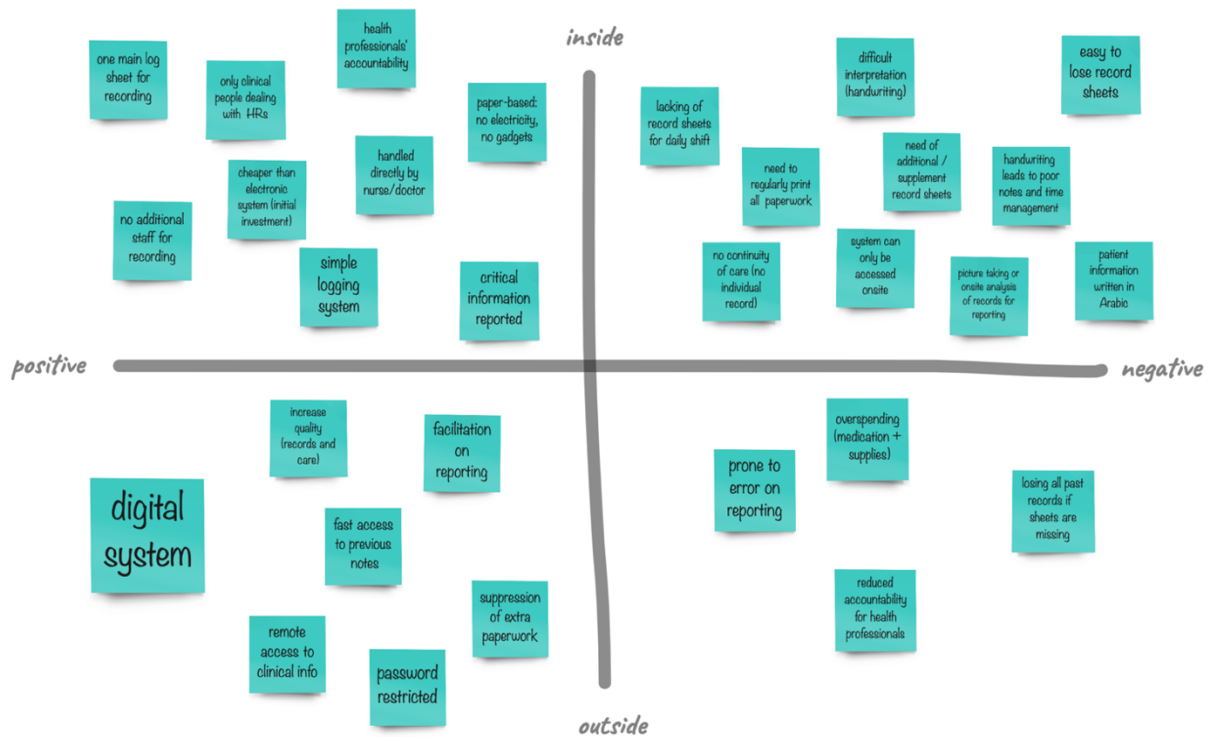 inside
positive
negative
outside
one main log
sheet for
recording
only clinical
people dealing
with HRs
health
professionals'
accountability
paper-based:
no electricity,
no gadgets
cheaper than
electronic
system (initial
investment)
handled
directly by
nurse/doctor
no additional
staff for
recording
simple
logging
system
critical
information
reported
lacking of
record sheets
for daily shift
difficult
interpretation
(handwriting)
easy to
lose record
sheets
need to
regularly print
all paperwork
need of
additional /
supplement
record sheets
handwriting
leads to poor
notes and time
management
no continuity
of care (no
individual
record)
system can
only be
accessed
onsite
picture taking or
onsite analysis
of records for
reporting
patient
information
written in
Arabic
increase
quality
(records and
care)
facilitation
on
reporting
digital
system
fast access
to previous
notes
suppression
of extra
paperwork
remote
access to
clinical info
password
restricted
overspending
(medication +
supplies)
prone to
error on
reporting
losing all past
records if
sheets are
missing
reduced
accountability
for health
professionals